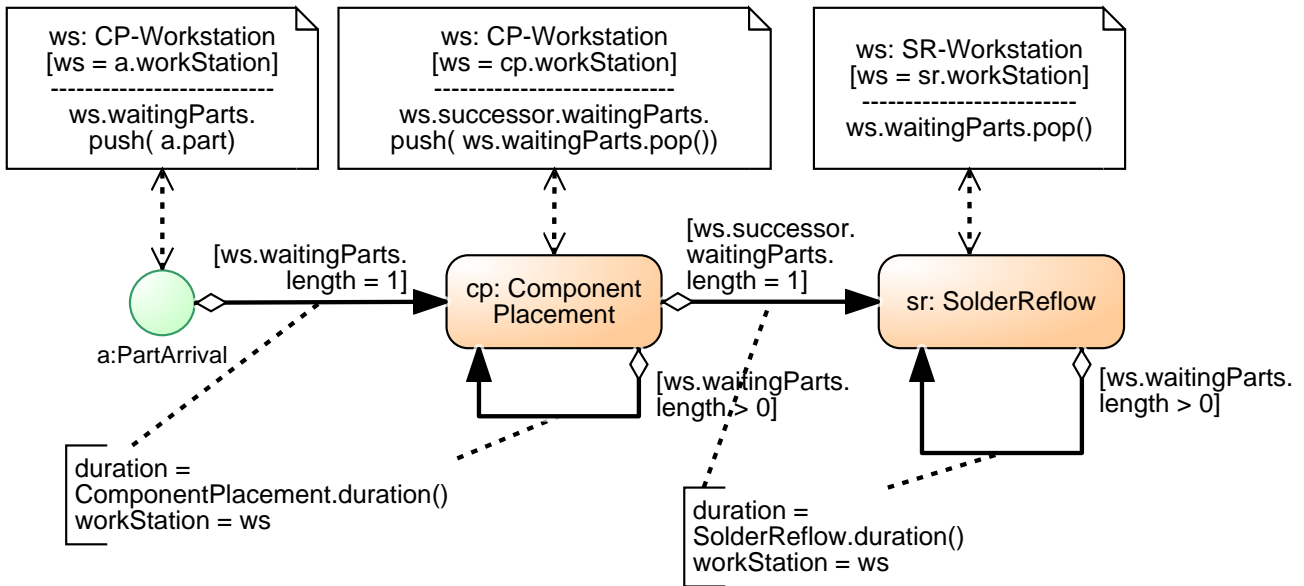 ws: CP-Workstation
[ws = a.workStation]
--------------------------
ws.waitingParts.
push( a.part)
ws: CP-Workstation
[ws = cp.workStation]
-----------------------------
ws.successor.waitingParts.
push( ws.waitingParts.pop())
ws: SR-Workstation
[ws = sr.workStation]
-------------------------
ws.waitingParts.pop()
[ws.waitingParts.
length = 1]
[ws.successor.
waitingParts.
length = 1]
a:PartArrival
cp: Component
Placement
sr: SolderReflow
[ws.waitingParts.
length > 0]
[ws.waitingParts.
length > 0]
duration =
ComponentPlacement.duration()
workStation = ws
duration =
SolderReflow.duration()
workStation = ws